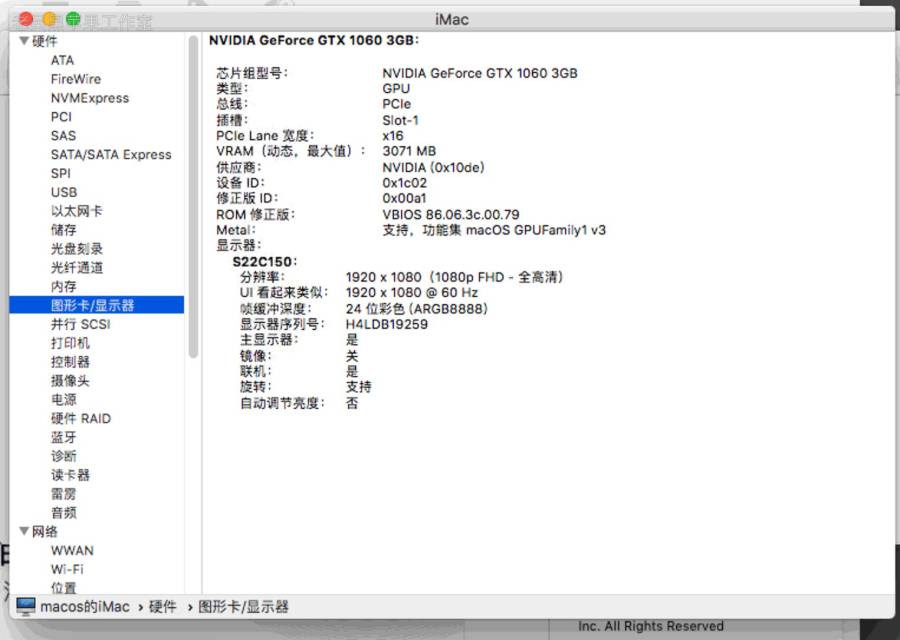 iMac
硬件
ATA
FireWire
NVMExpress
PCI
SAS
SATA/SATA Express
SPI
USB
以太网卡
储存
光盘刻录
光纤通道
内存
图形卡/显示器
并行 SCSI
打印机
控制器
摄像头
电源
硬件 RAID
蓝牙
诊断
读卡器
雷雳
音频
网络
WWAN
Wi-Fi
位置
NVIDIA GeForce GTX 1060 3GB：
芯片组型号： NVIDIA GeForce GTX 1060 3GB
类型： GPU
总线： PCIe
插槽： Slot-1
PCIe Lane 宽度： x16
VRAM（动态，最大值）： 3071 MB
供应商： NVIDIA (0x10de)
设备 ID： 0x1c02
修正版 ID： 0x00a1
ROM 修正版： VBIOS 86.06.3c.00.79
Metal： 支持，功能集 macOS GPUFamily1 v3
显示器：
S22C150：
分辨率： 1920 x 1080（1080p FHD - 全高清）
UI 看起来类似： 1920 x 1080 @ 60 Hz
帧缓冲深度： 24 位彩色 (ARGB8888)
显示器序列号： H4LDB19259
主显示器： 是
镜像： 关
联机： 是
旋转： 支持
自动调节亮度： 否
macos的iMac › 硬件 › 图形卡/显示器
Inc. All Rights Reserved